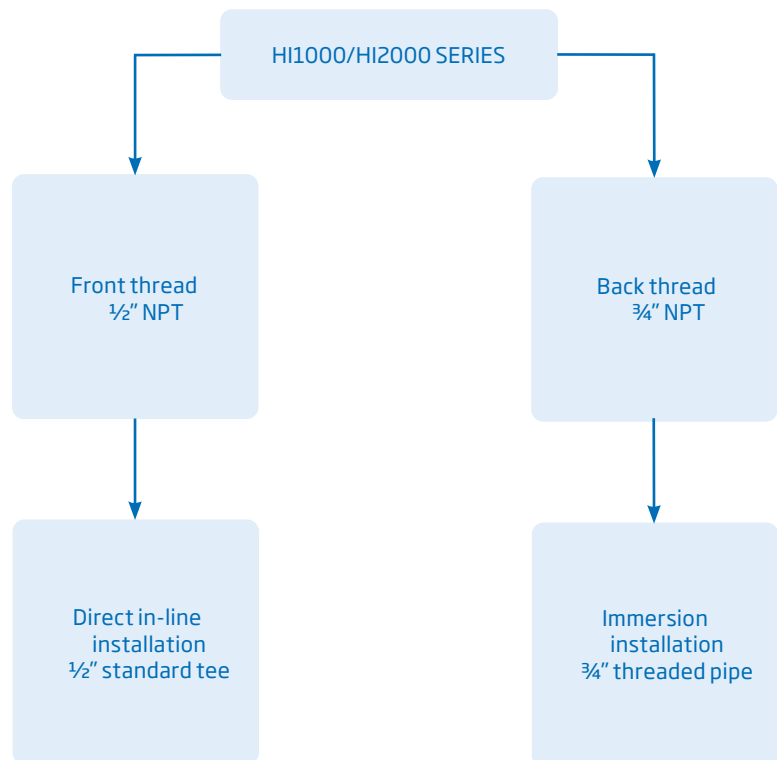 HI1000/HI2000 SERIES
Front thread
½” NPT
Back thread
¾” NPT
Direct in-line
installation
½” standard tee
Immersion
installation
¾” threaded pipe